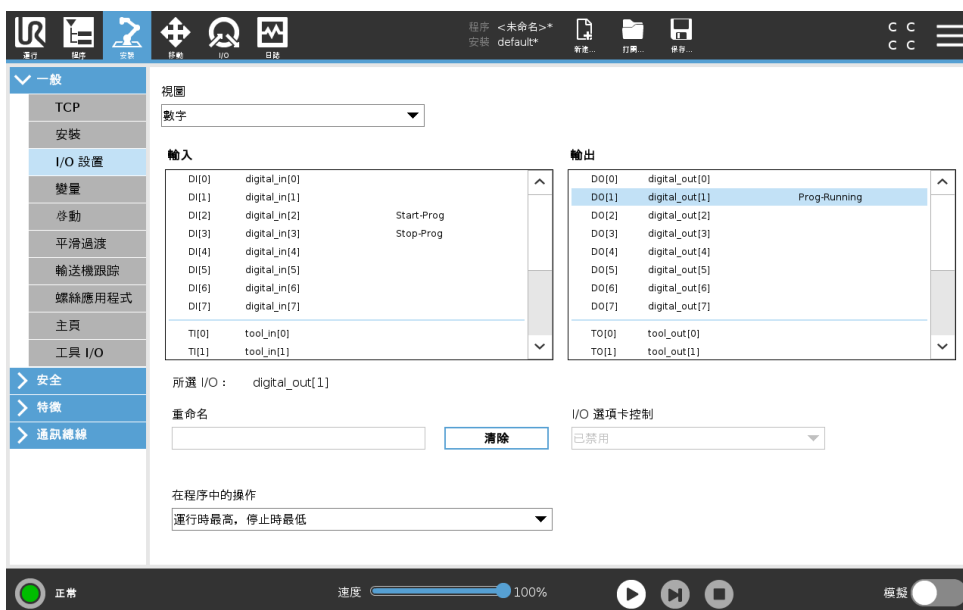 UR
程序 <未命名>*
安裝 default*
C C
C C
運行
程序
安裝
移動
I/O
日誌
新建...
打開...
保存...
一般
TCP
安裝
I/O 設置
變量
啓動
平滑過渡
輸送機跟踪
螺絲應用程式
主頁
工具 I/O
安全
特徵
通訊總線
視圖
數字
輸入
DI[0] digital_in[0]
DI[1] digital_in[1]
DI[2] digital_in[2] Start-Prog
DI[3] digital_in[3] Stop-Prog
DI[4] digital_in[4]
DI[5] digital_in[5]
DI[6] digital_in[6]
DI[7] digital_in[7]
TI[0] tool_in[0]
TI[1] tool_in[1]
輸出
DO[0] digital_out[0]
DO[1] digital_out[1] Prog-Running
DO[2] digital_out[2]
DO[3] digital_out[3]
DO[4] digital_out[4]
DO[5] digital_out[5]
DO[6] digital_out[6]
DO[7] digital_out[7]
TO[0] tool_out[0]
TO[1] tool_out[1]
所選 I/O : digital_out[1]
重命名
清除
I/O 選項卡控制
已禁用
在程序中的操作
運行時最高，停止時最低
正常
速度
100%
模擬